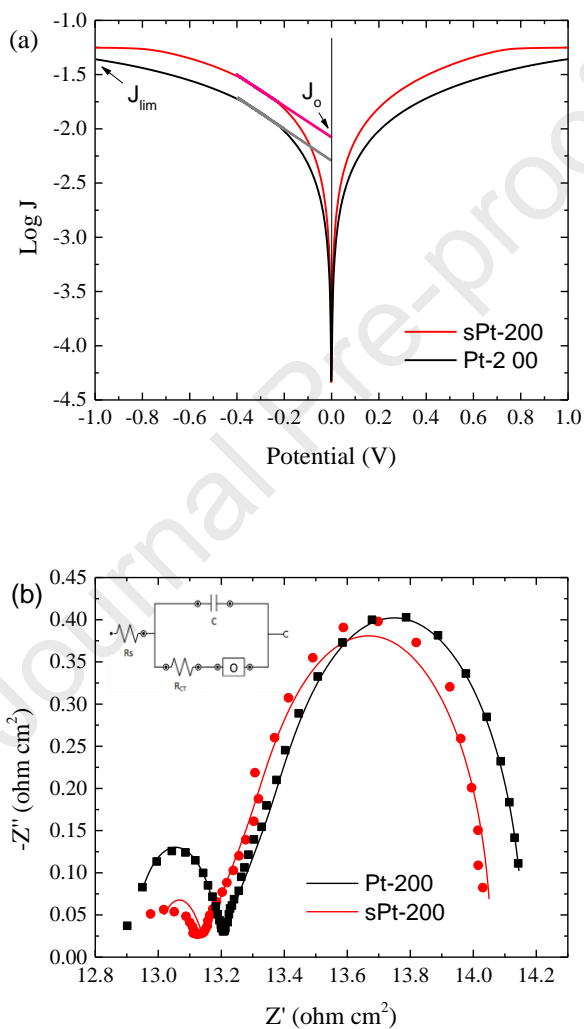 (a)
-1.0
-1.5
-2.0
-2.5
-3.0
-3.5
-4.0
-4.5
Log J
Jlim
Jo
sPt-200
Pt-2 00
-1.0 -0.8 -0.6 -0.4 -0.2 0.0 0.2 0.4 0.6 0.8 1.0
Potential (V)
Journal Pre-proo
(b)
0.45
0.40
0.35
0.30
0.25
0.20
0.15
0.10
0.05
0.00
-Z'' (ohm cm2)
C
Rs
C
RCT
O
Pt-200
sPt-200
12.8 13.0 13.2 13.4 13.6 13.8 14.0 14.2
Z' (ohm cm2)